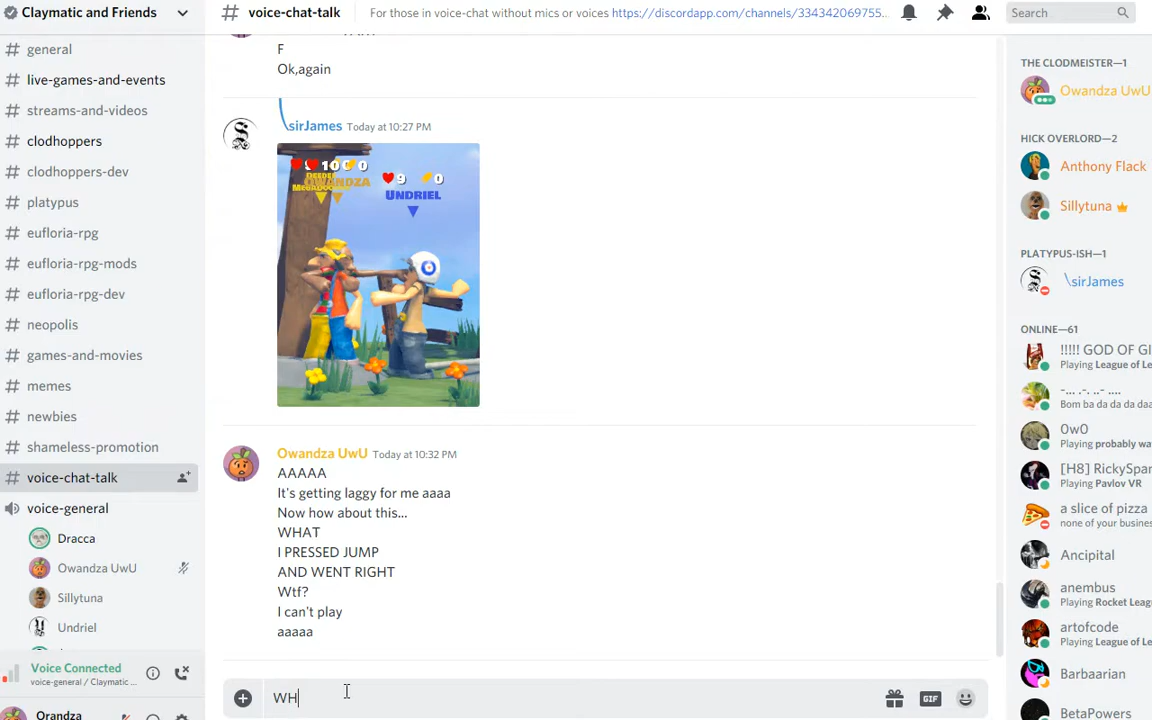 Claymatic and Friends
# general
# live-games-and-events
# streams-and-videos
# clodhoppers
# clodhoppers-dev
# platypus
# eufloria-rpg
# eufloria-rpg-mods
# eufloria-rpg-dev
# neopolis
# games-and-movies
# memes
# newbies
# shameless-promotion
# voice-chat-talk
voice-general
Dracca
Owandza UwU
Sillytuna
Undriel
Voice Connected
voice-general / Claymatic ...
Orandza
# voice-chat-talk
For those in voice-chat without mics or voices https://discordapp.com/channels/334342069755...
Search
F
Ok,again
\sirJames Today at 10:27 PM
10 0
OWANDZA
9 0
UNDRIEL
Owandza UwU Today at 10:32 PM
AAAAA
It's getting laggy for me aaaa
Now how about this...
WHAT
I PRESSED JUMP
AND WENT RIGHT
Wtf?
I can't play
aaaaa
WH
GIF
THE CLODMEISTER—1
Owandza UwU
HICK OVERLORD—2
Anthony Flack
Sillytuna
PLATYPUS-ISH—1
\sirJames
ONLINE—61
!!!!! GOD OF GI
Playing League of Le
-... .-. ..- ....
Bom ba da da da daa
0w0
Playing probably wa
[H8] RickySpan
Playing Pavlov VR
a slice of pizza
none of your busines
Ancipital
anembus
Playing Rocket Leag
artofcode
Playing League of Le
Barbaarian
BetaPowers